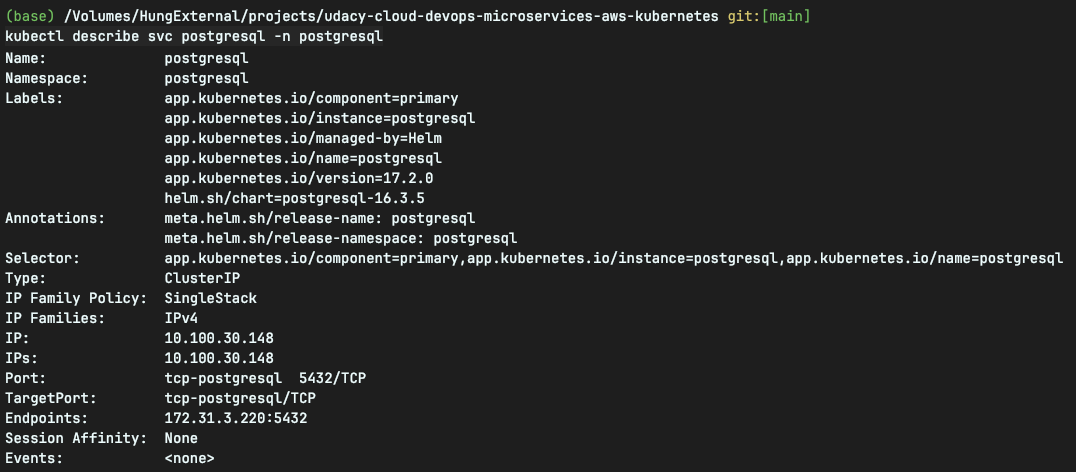 (base) /Volumes/HungExternal/projects/udacy-cloud-devops-microservices-aws-kubernetes git:[main]
kubectl describe svc postgresql -n postgresql
Name:              postgresql
Namespace:         postgresql
Labels:            app.kubernetes.io/component=primary
                   app.kubernetes.io/instance=postgresql
                   app.kubernetes.io/managed-by=Helm
                   app.kubernetes.io/name=postgresql
                   app.kubernetes.io/version=17.2.0
                   helm.sh/chart=postgresql-16.3.5
Annotations:       meta.helm.sh/release-name: postgresql
                   meta.helm.sh/release-namespace: postgresql
Selector:          app.kubernetes.io/component=primary,app.kubernetes.io/instance=postgresql,app.kubernetes.io/name=postgresql
Type:              ClusterIP
IP Family Policy:  SingleStack
IP Families:       IPv4
IP:                10.100.30.148
IPs:               10.100.30.148
Port:              tcp-postgresql  5432/TCP
TargetPort:        tcp-postgresql/TCP
Endpoints:         172.31.3.220:5432
Session Affinity:  None
Events:            <none>